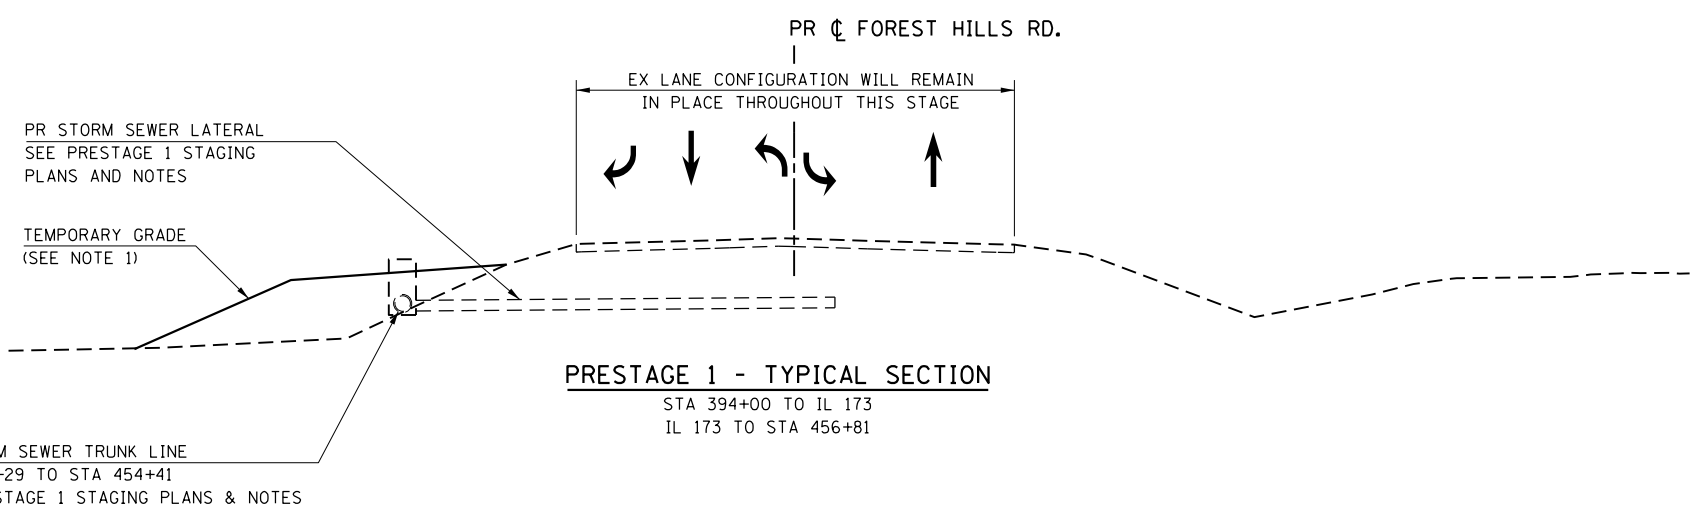 PR ℄ FOREST HILLS RD.
EX LANE CONFIGURATION WILL REMAIN
IN PLACE THROUGHOUT THIS STAGE
PR STORM SEWER LATERAL
SEE PRESTAGE 1 STAGING
PLANS AND NOTES
TEMPORARY GRADE
(SEE NOTE 1)
PRESTAGE 1 - TYPICAL SECTION
STA 394+00 TO IL 173
IL 173 TO STA 456+81
M SEWER TRUNK LINE
+29 TO STA 454+41
STAGE 1 STAGING PLANS & NOTES